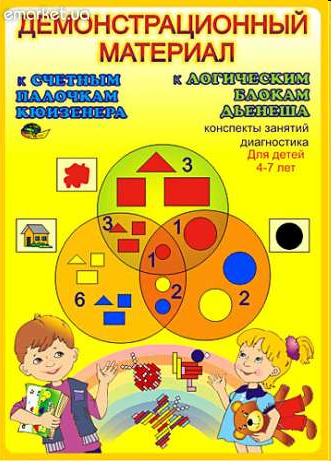 emarket.ua
ДЕМОНСТРАЦИОННЫЙ
МАТЕРИАЛ
к СЧЕТНЫМ
ПАЛОЧКАМ
КЮИЗЕНЕРА
к ЛОГИЧЕСКИМ
БЛОКАМ
ДЬЕНЕША
конспекты занятий
диагностика
Для детей
4-7 лет
3
3
1
1
2
6
2